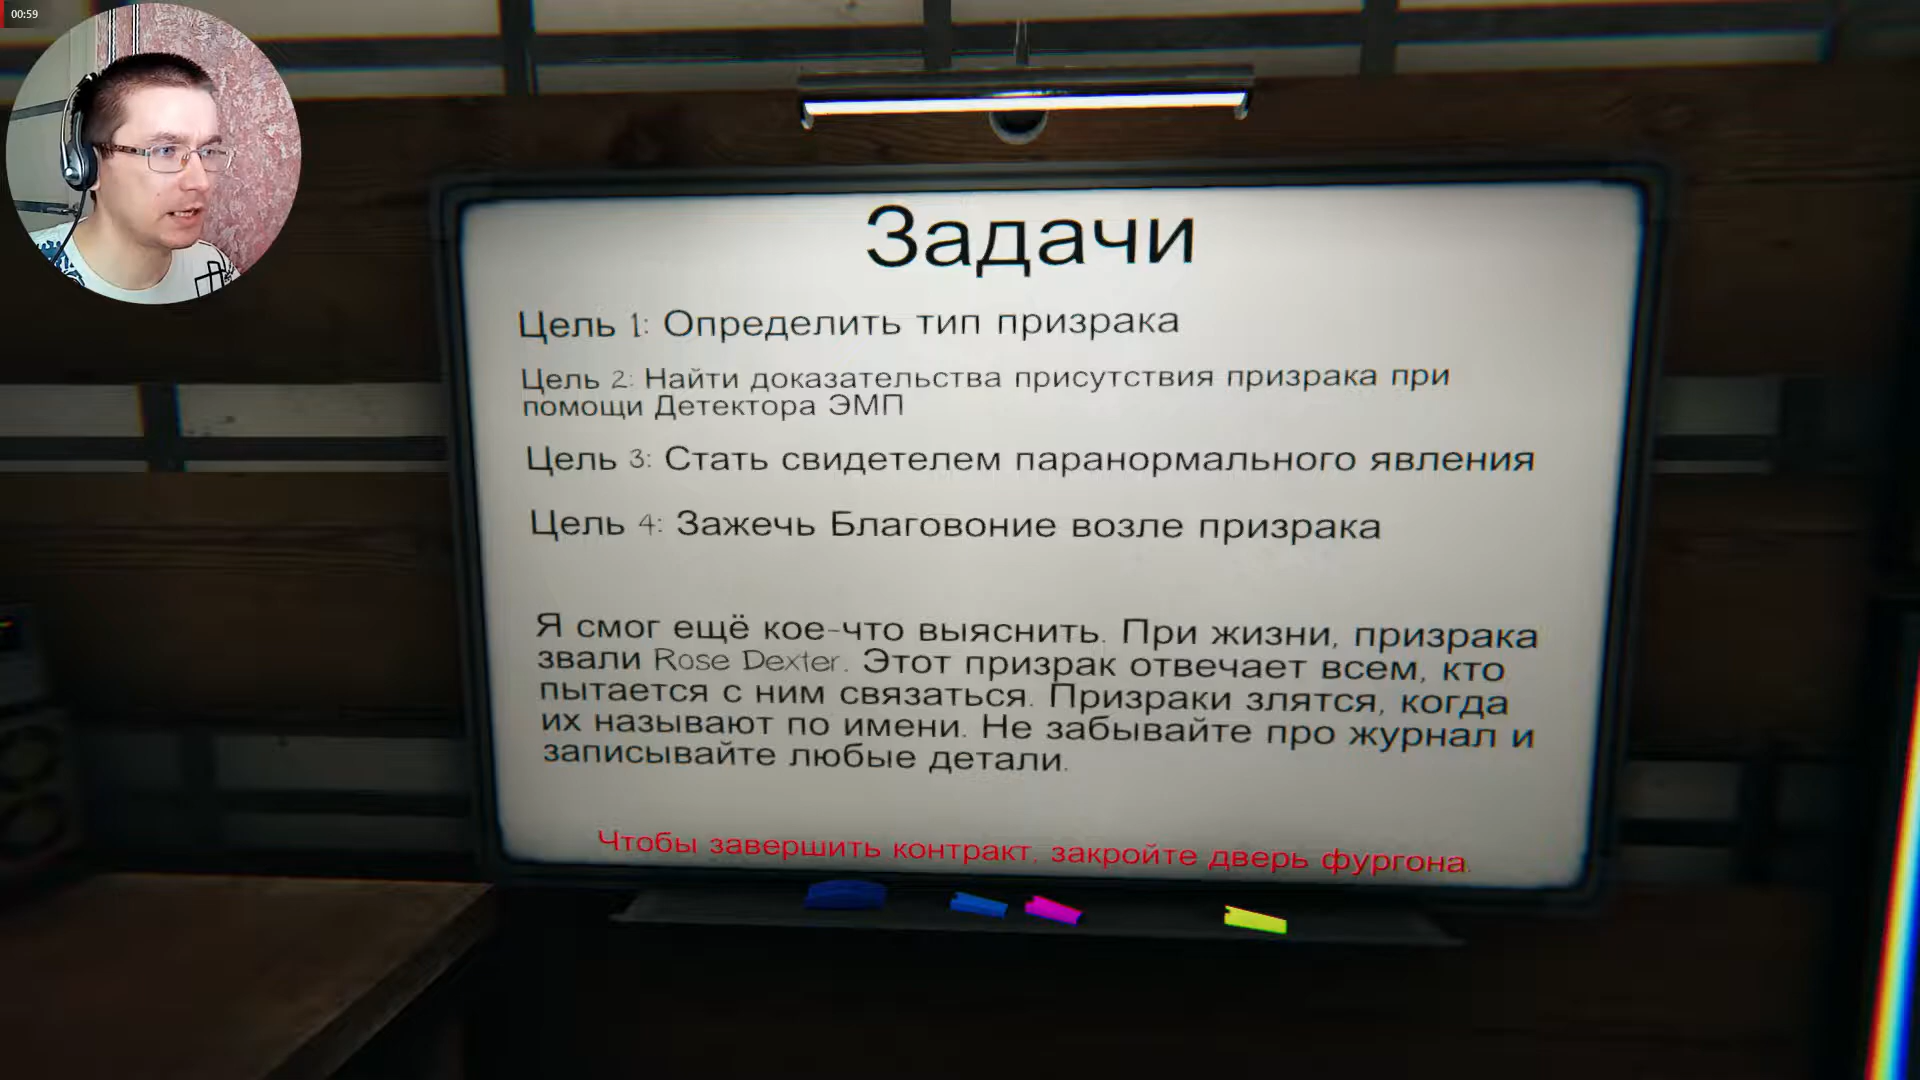 00:59
Задачи
Цель 1: Определить тип призрака
Цель 2: Найти доказательства присутствия призрака при
помощи Детектора ЭМП
Цель 3: Стать свидетелем паранормального явления
Цель 4: Зажечь Благовоние возле призрака
Я смог ещё кое-что выяснить. При жизни, призрака
звали Rose Dexter. Этот призрак отвечает всем, кто
пытается с ним связаться. Призраки злятся, когда
их называют по имени. Не забывайте про журнал и
записывайте любые детали.
Чтобы завершить контракт, закройте дверь фургона.